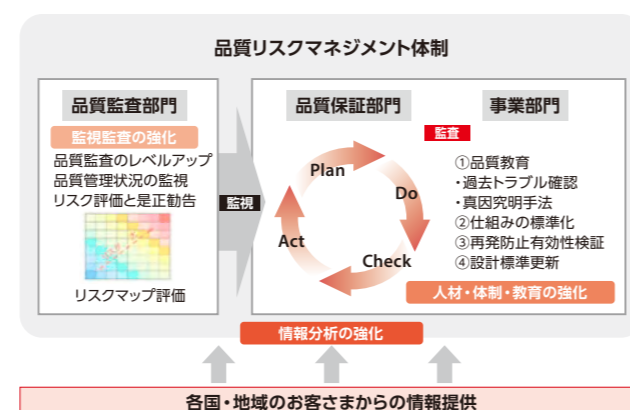 品質リスクマネジメント体制
品質監査部門
監視監査の強化
品質監査のレベルアップ
品質管理状況の監視
リスク評価と是正勧告
リスクマップ評価
監視
品質保証部門
事業部門
監査
Plan
Do
Check
Act
①品質教育
・過去トラブル確認
・真因究明手法
②仕組みの標準化
③再発防止有効性検証
④設計標準更新
人材・体制・教育の強化
情報分析の強化
各国・地域のお客さまからの情報提供